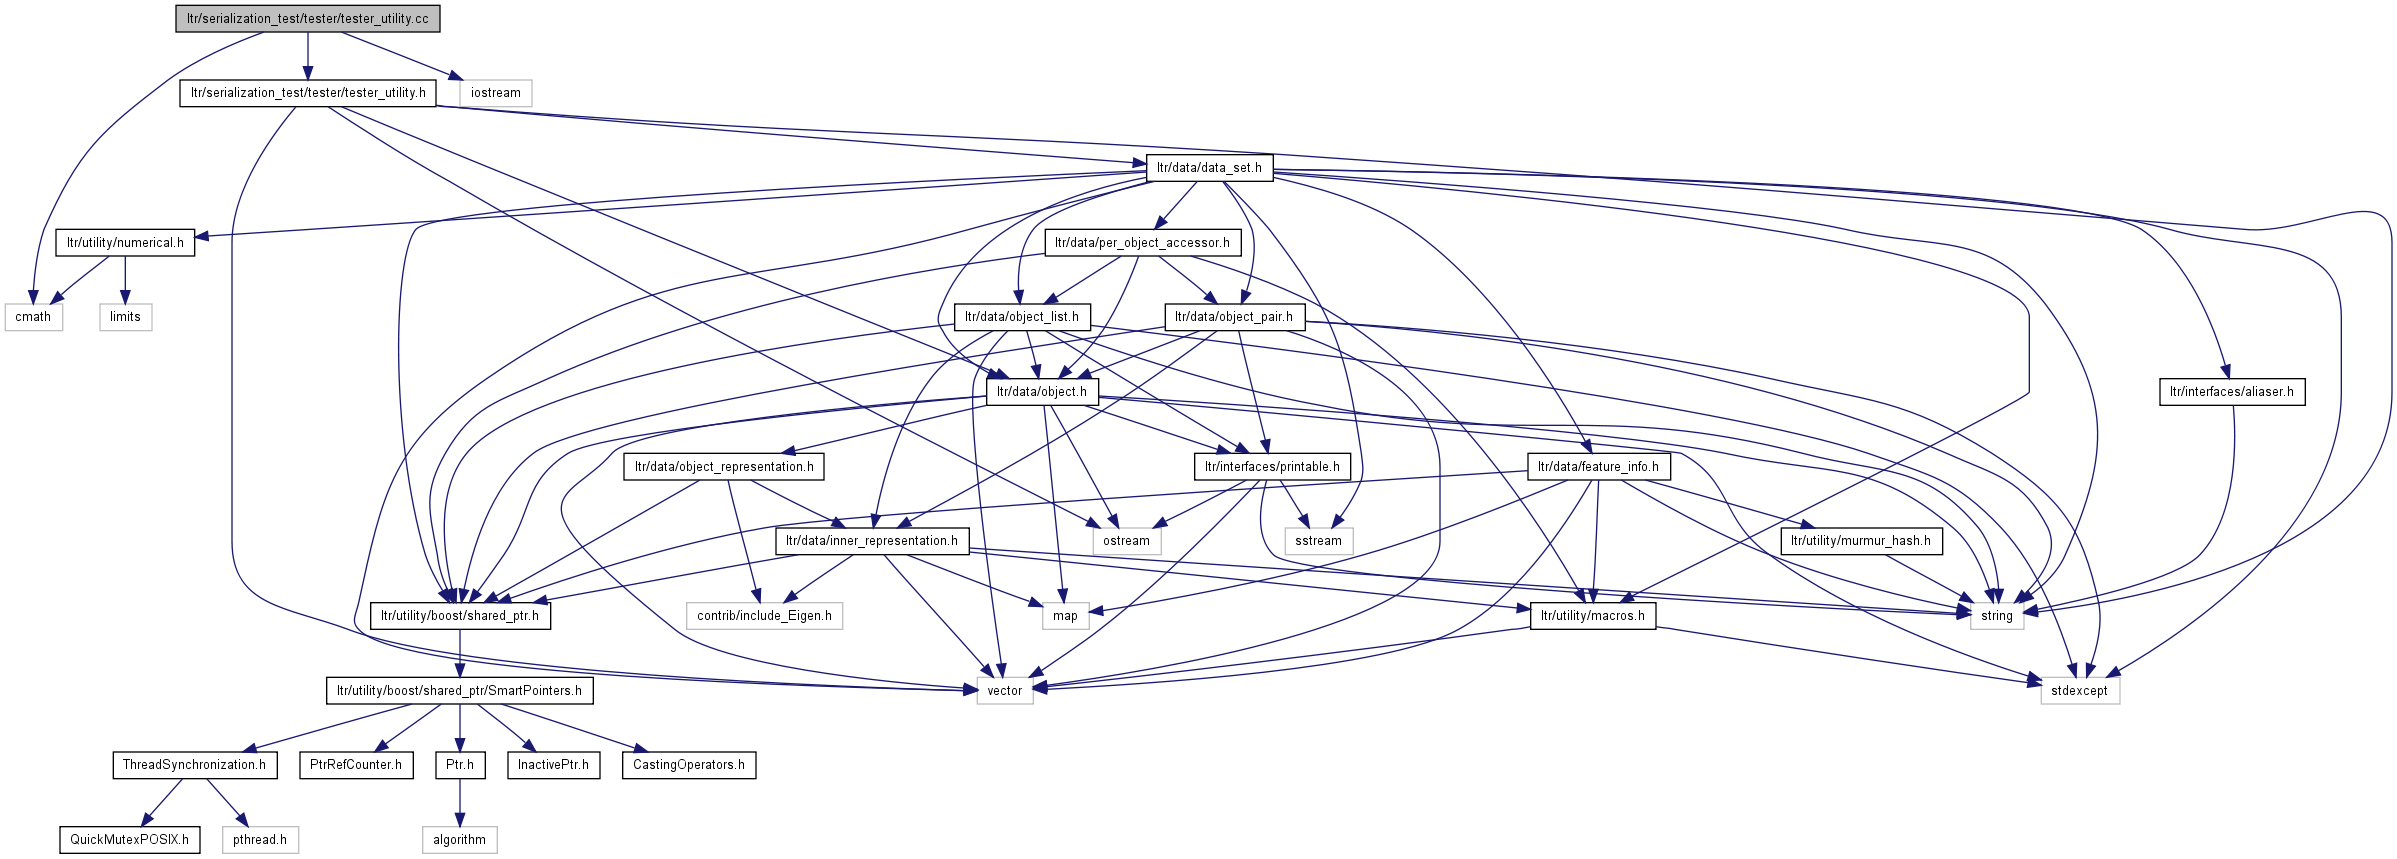 ltr/serialization_test/tester/tester_utility.cc
ltr/serialization_test/tester/tester_utility.h
iostream
ltr/data/data_set.h
ltr/utility/numerical.h
ltr/data/per_object_accessor.h
cmath
limits
ltr/data/object_list.h
ltr/data/object_pair.h
ltr/data/object.h
ltr/interfaces/aliaser.h
ltr/data/object_representation.h
ltr/interfaces/printable.h
ltr/data/feature_info.h
ltr/data/inner_representation.h
ostream
sstream
ltr/utility/murmur_hash.h
ltr/utility/boost/shared_ptr.h
contrib/include_Eigen.h
map
ltr/utility/macros.h
string
ltr/utility/boost/shared_ptr/SmartPointers.h
vector
stdexcept
ThreadSynchronization.h
PtrRefCounter.h
Ptr.h
InactivePtr.h
CastingOperators.h
QuickMutexPOSIX.h
pthread.h
algorithm